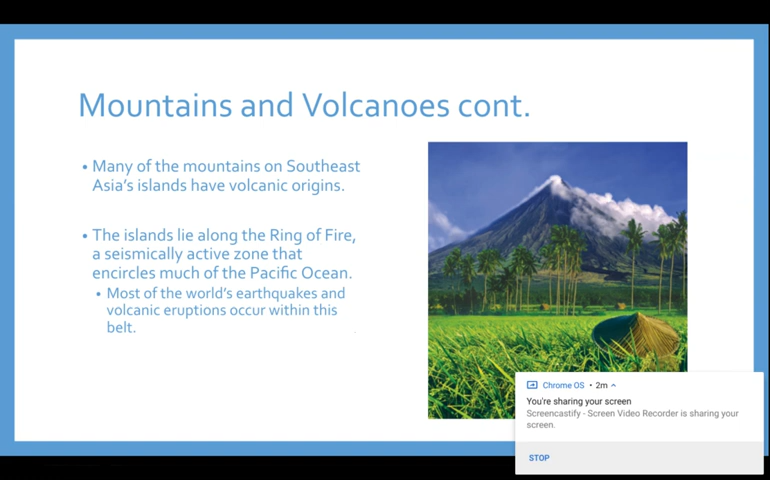 Mountains and Volcanoes cont.
• Many of the mountains on Southeast
Asia's islands have volcanic origins.
• The islands lie along the Ring of Fire,
a seismically active zone that
encircles much of the Pacific Ocean.
• Most of the world's earthquakes and
volcanic eruptions occur within this
belt.
Chrome OS • 2m
You're sharing your screen
Screencastify - Screen Video Recorder is sharing your
screen.
STOP